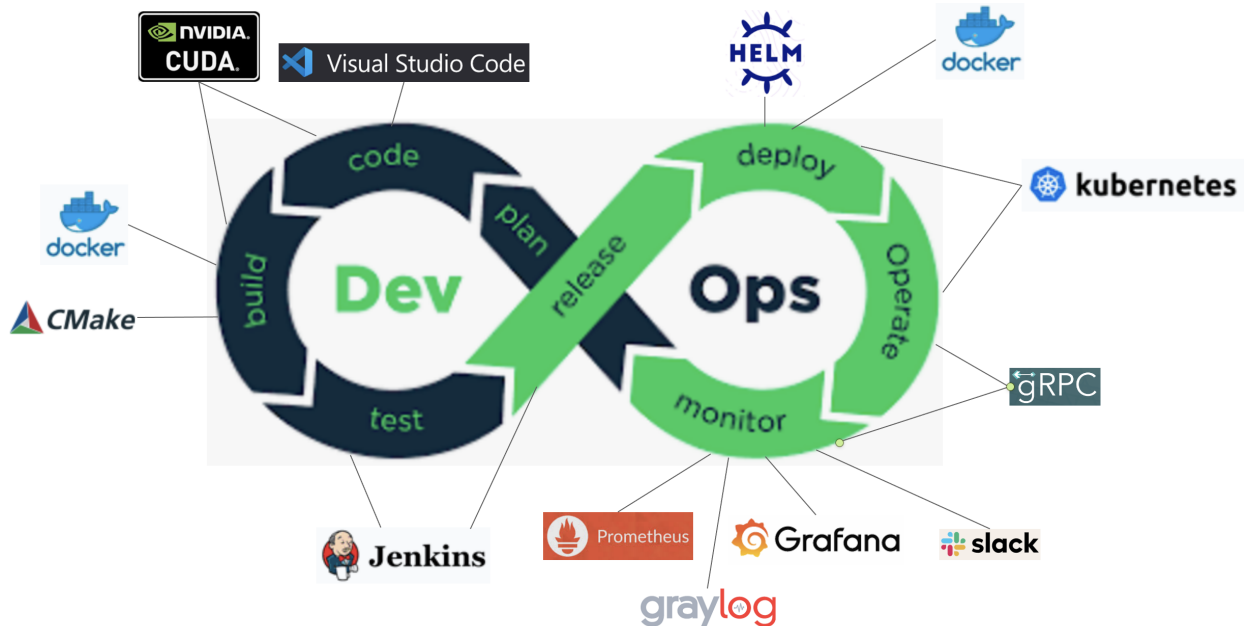 NVIDIA.
CUDA.
Visual Studio Code
HELM
docker
code
deploy
kubernetes
docker
plan
release
Operate
build
Dev
Ops
CMake
gRPC
test
monitor
Jenkins
Prometheus
Grafana
slack
graylog